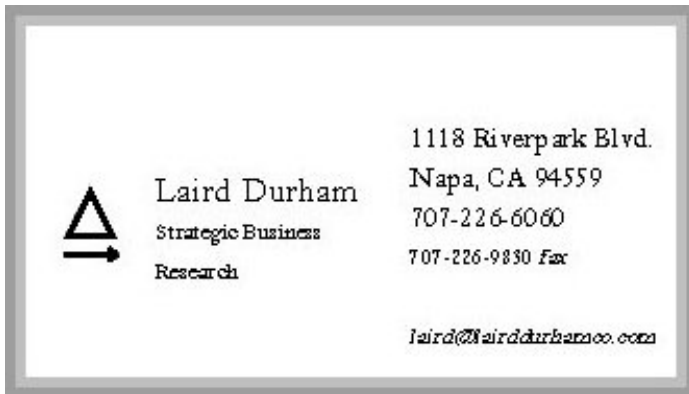 Laird Durham
Strategic Business
Research
1118 Riverpark Blvd.
Napa, CA 94559
707-226-6060
707-226-9830 Fax
laird@lairddurhamco.com